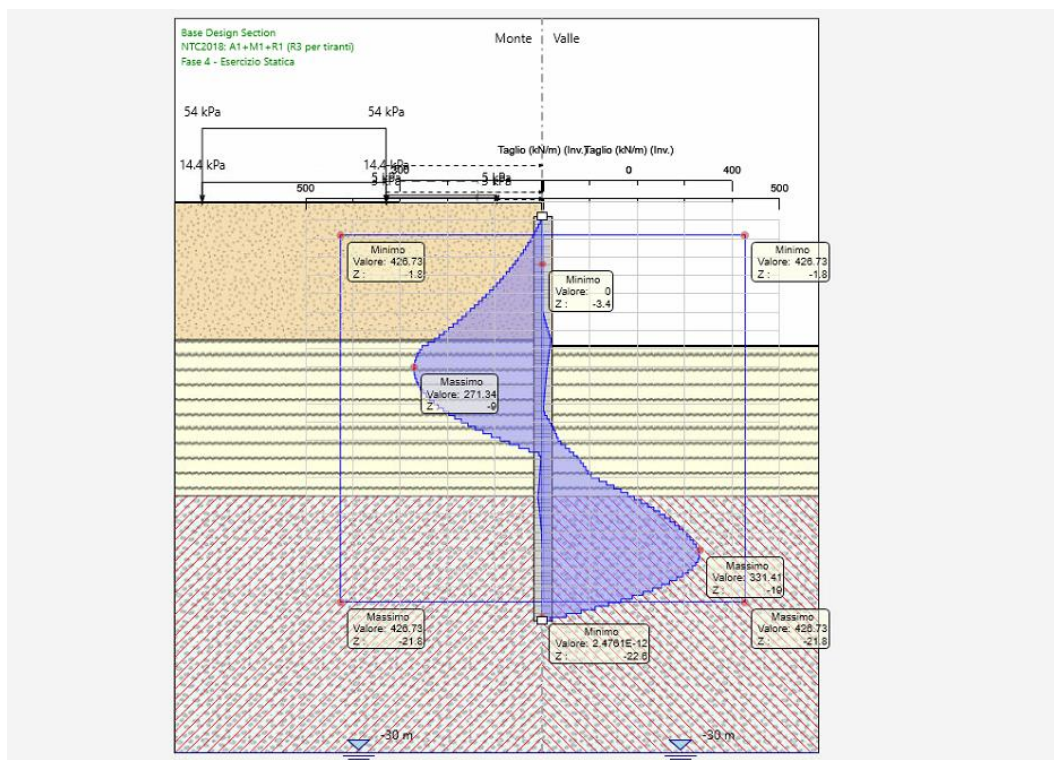 Base Design Section
NTC2018: A1+M1+R1 (R3 per tiranti)
Fase 4 - Esercizio Statica
Monte Valle
54 kPa 54 kPa
Taglio (kN/m) (Inv.) Taglio (kN/m) (Inv.)
14.4 kPa 14.4 kPa
300 0 400
5 kPa 5 kPa
500 500
Minimo
Valore: 426.73
Z : -1.8
Minimo
Valore: 426.73
Z : -1.8
Minimo
Valore: 0
Z : -3.4
Massimo
Valore: 271.34
Z : -9
Massimo
Valore: 331.41
Z : -19
Massimo
Valore: 426.73
Z : -21.8
Massimo
Valore: 426.73
Z : -21.8
Minimo
Valore: 2.4761E-12
Z : -22.6
-30 m -30 m